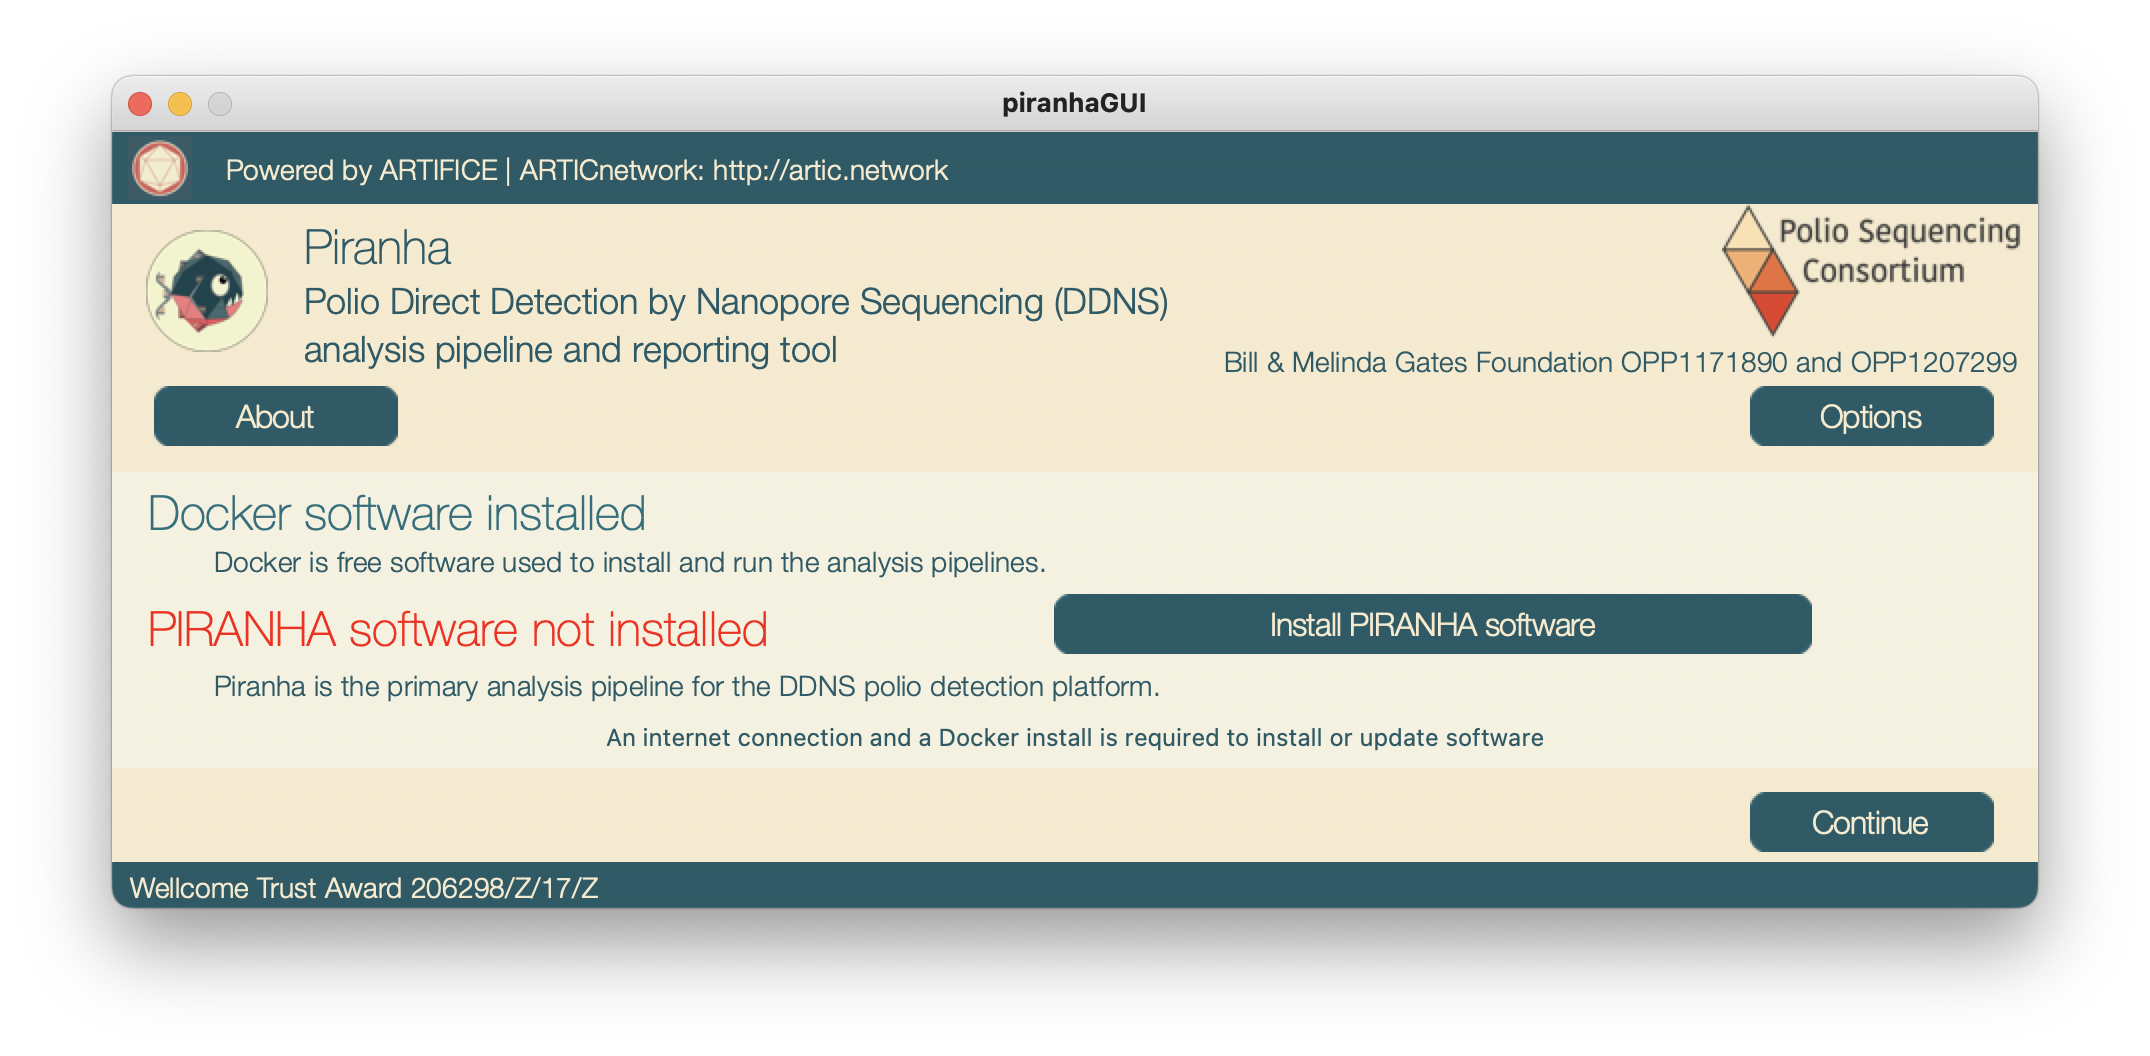 piranhaGUI
Powered by ARTIFICE | ARTICnetwork: http://artic.network
Piranha
Polio Direct Detection by Nanopore Sequencing (DDNS)
analysis pipeline and reporting tool
Polio Sequencing
Consortium
Bill & Melinda Gates Foundation OPP1171890 and OPP1207299
About
Options
Docker software installed
Docker is free software used to install and run the analysis pipelines.
PIRANHA software not installed
Install PIRANHA software
Piranha is the primary analysis pipeline for the DDNS polio detection platform.
An internet connection and a Docker install is required to install or update software
Continue
Wellcome Trust Award 206298/Z/17/Z